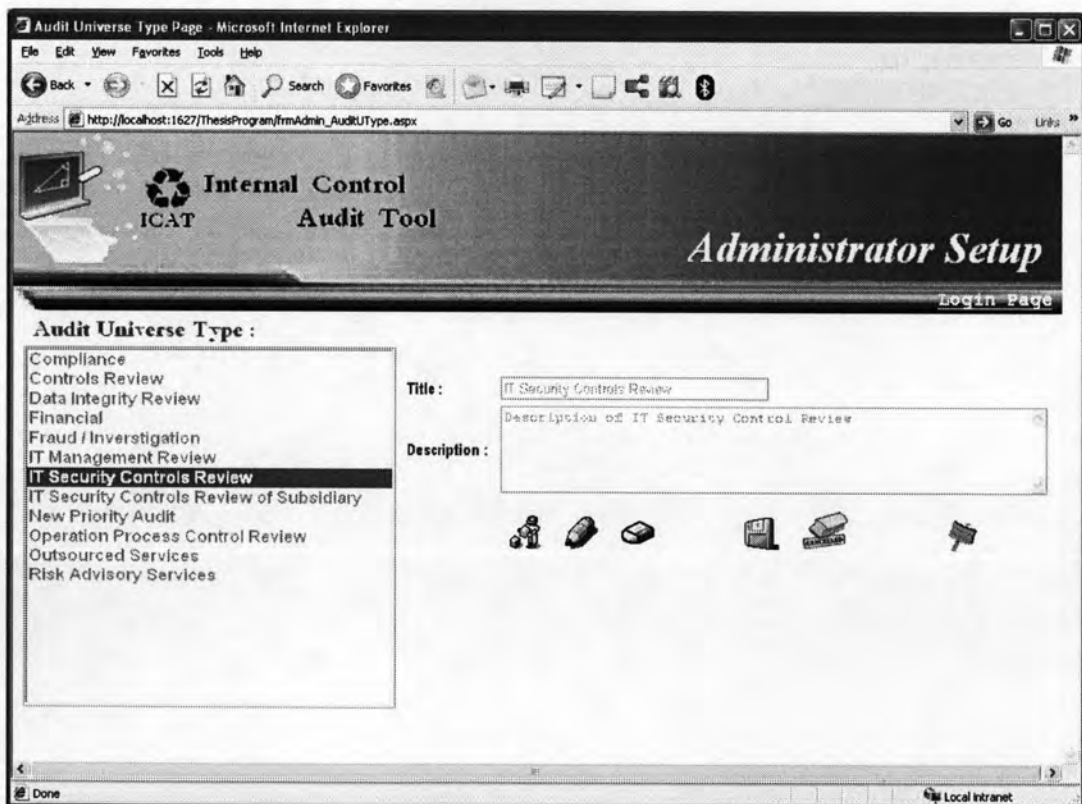 Audit Universe Type Page - Microsoft Internet Explorer
File Edit View Favorites Tools Help
Back Search Favorites
Address http://localhost:1627/ThesisProgram/frmAdmin_AuditUType.aspx Go Links »
ICAT
Internal Control
Audit Tool
Administrator Setup
Login Page
Audit Universe Type :
Compliance
Controls Review
Data Integrity Review
Financial
Fraud / Inverstigation
IT Management Review
IT Security Controls Review
IT Security Controls Review of Subsidiary
New Priority Audit
Operation Process Control Review
Outsourced Services
Risk Advisory Services
Title : IT Security Controls Review
Description : Description of IT Security Control Review
Done Local intranet